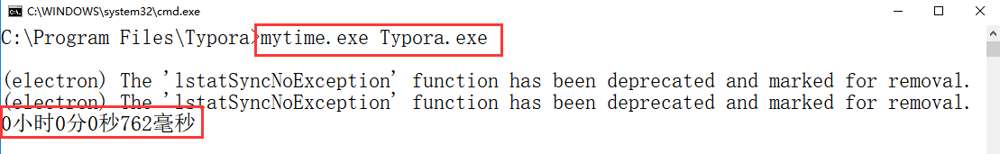 C:\WINDOWS\system32\cmd.exe
C:\Program Files\Typora>mytime.exe Typora.exe
(electron) The 'lstatSyncNoException' function has been deprecated and marked for removal.
(electron) The 'lstatSyncNoException' function has been deprecated and marked for removal.
0小时0分0秒762毫秒